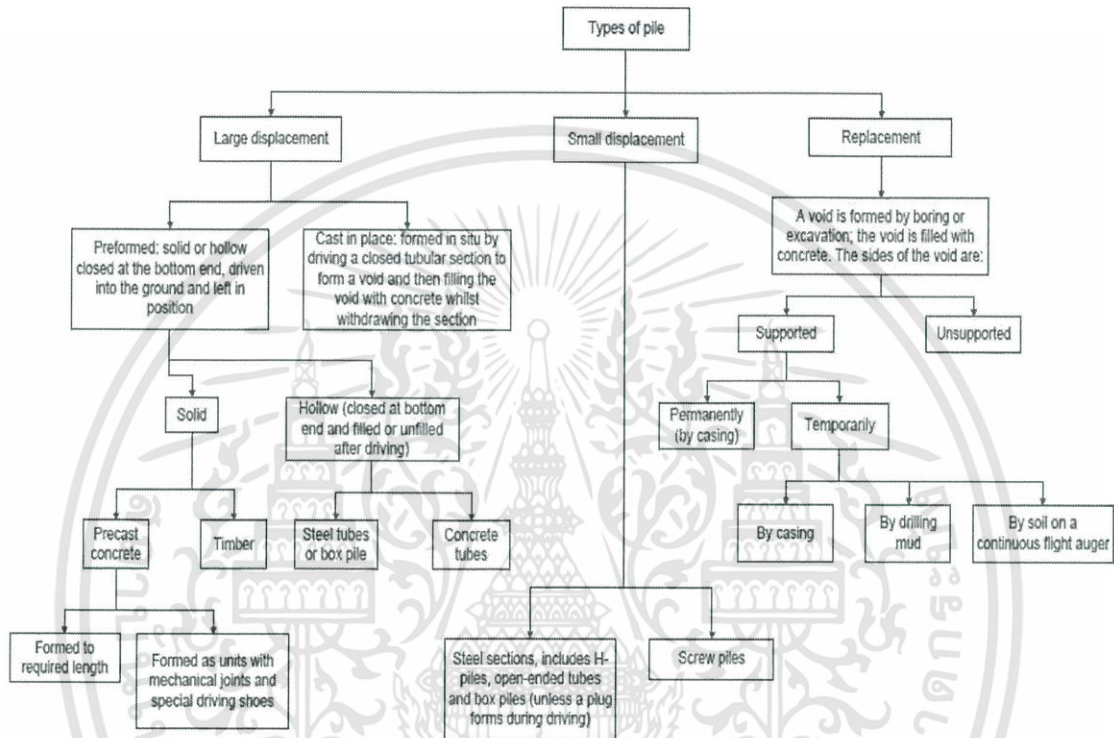 Types of pile
Large displacement
Small displacement
Replacement
Preformed: solid or hollow
closed at the bottom end, driven
into the ground and left in
position
Cast in place: formed in situ by
driving a closed tubular section to
form a void and then filling the
void with concrete whilst
withdrawing the section
A void is formed by boring or
excavation; the void is filled with
concrete. The sides of the void are:
Supported
Unsupported
Solid
Hollow (closed at bottom
end and filled or unfilled
after driving)
Permanently
(by casing)
Temporarily
Precast
concrete
Timber
Steel tubes
or box pile
Concrete
tubes
By casing
By drilling
mud
By soil on a
continuous flight auger
Formed to
required length
Formed as units with
mechanical joints and
special driving shoes
Steel sections, includes H-
piles, open-ended tubes
and box piles (unless a plug
forms during driving)
Screw piles